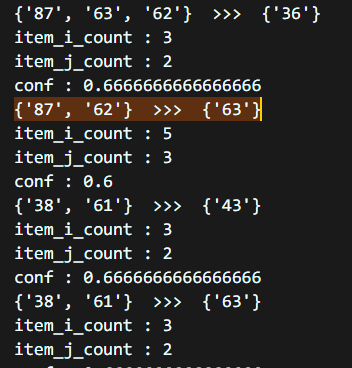 {'87', '63', '62'}  >>>  {'36'}
item_i_count : 3
item_j_count : 2
conf : 0.6666666666666666
{'87', '62'}  >>>  {'63'}
item_i_count : 5
item_j_count : 3
conf : 0.6
{'38', '61'}  >>>  {'43'}
item_i_count : 3
item_j_count : 2
conf : 0.6666666666666666
{'38', '61'}  >>>  {'63'}
item_i_count : 3
item_j_count : 2